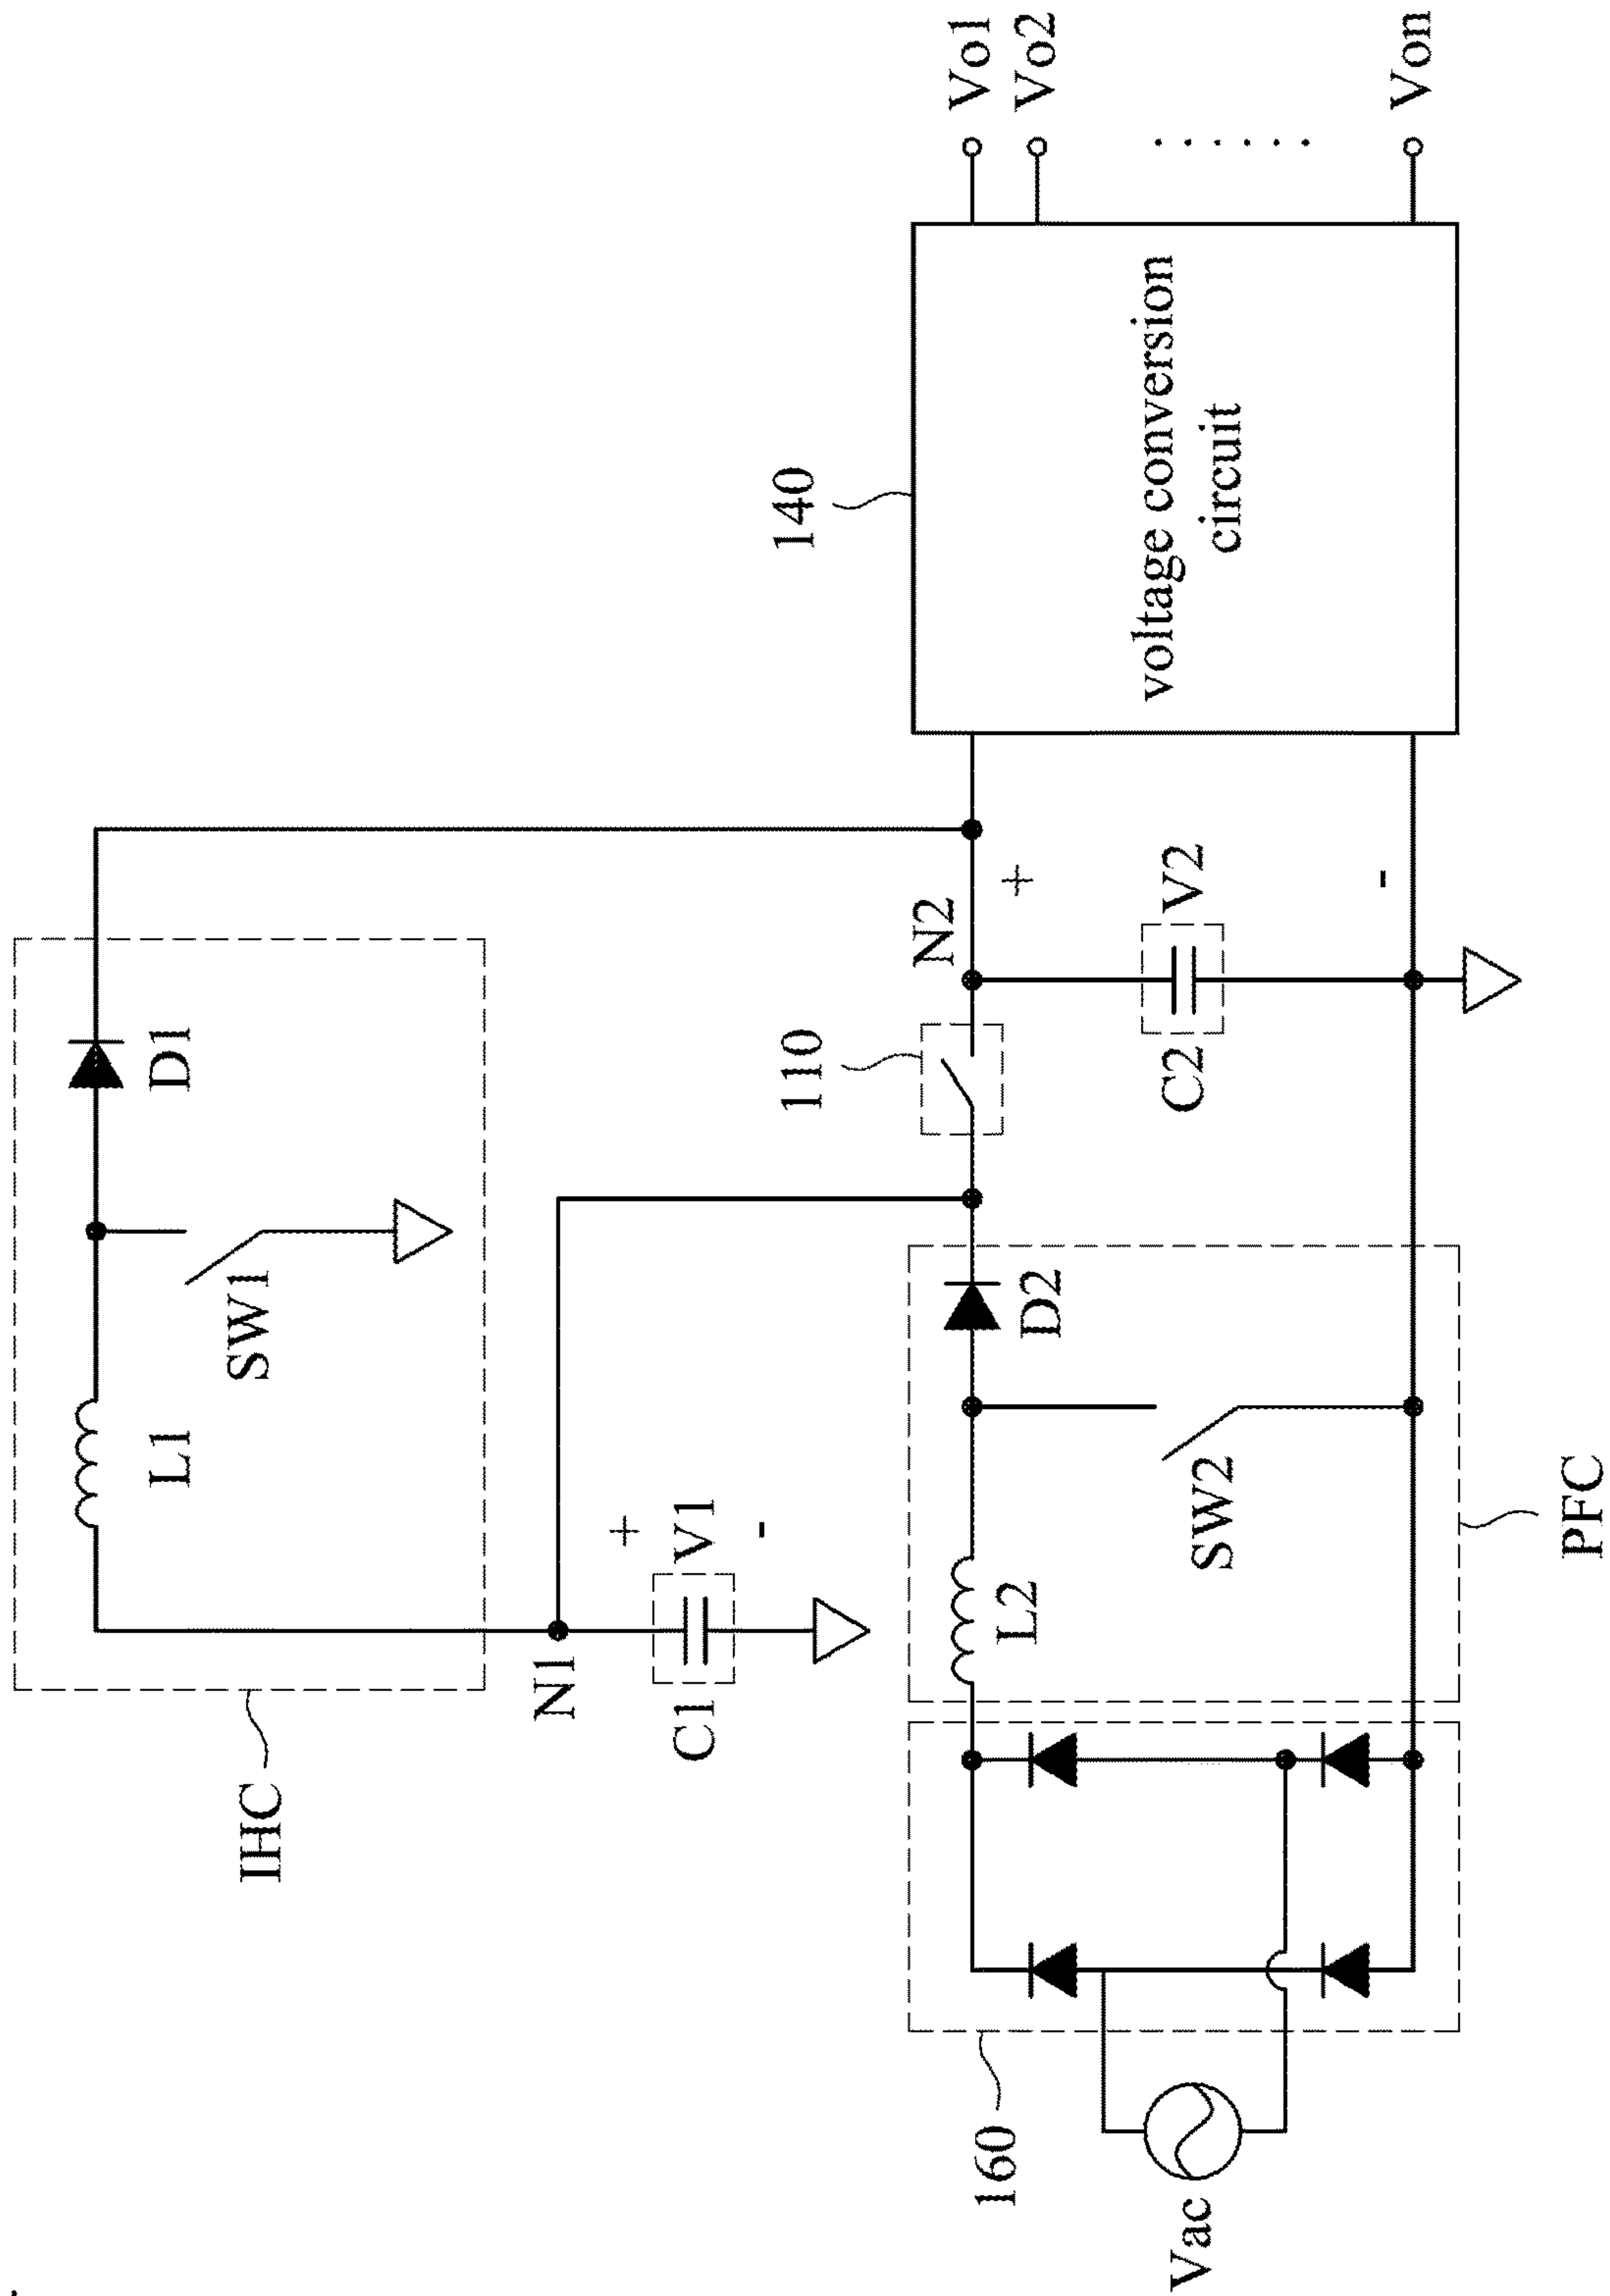 IHC
L1
SW1
D1
N1
C1
V1
+
-
110
N2
140
Vac
160
L2
SW2
D2
PFC
C2
V2
+
-
voltage conversion
circuit
Vo1
Vo2
......
Von